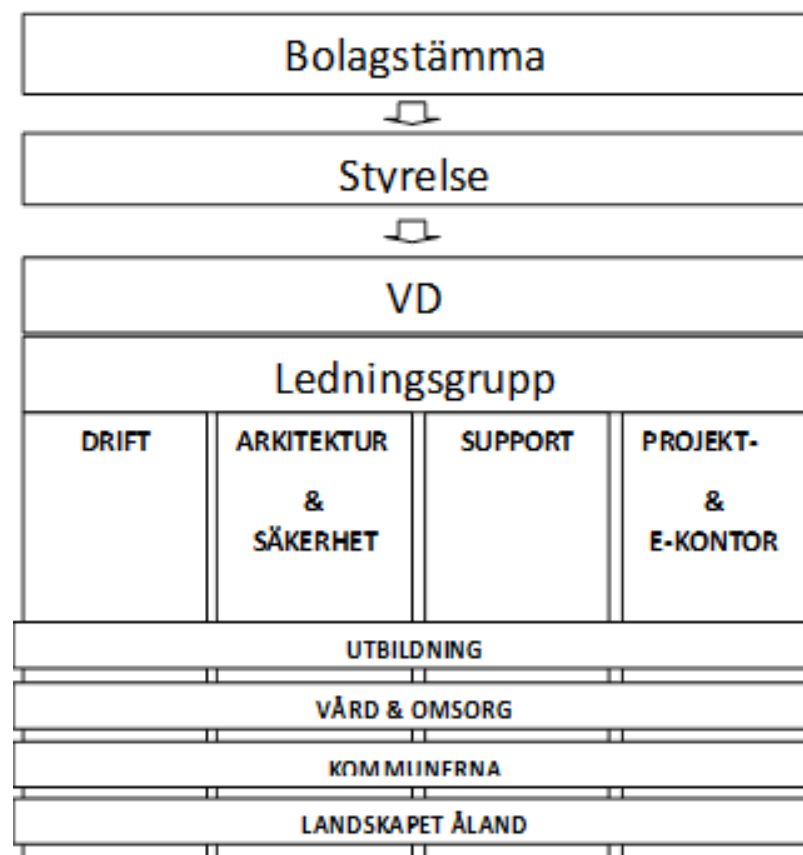 Bolagstämma
Styrelse
VD
Ledningsgrupp
DRIFT
ARKITEKTUR
&
SÄKERHET
SUPPORT
PROJEKT-
&
E-KONTOR
UTBILDNING
VÅRD & OMSORG
KOMMUNERNA
LANDSKAPET ÅLAND